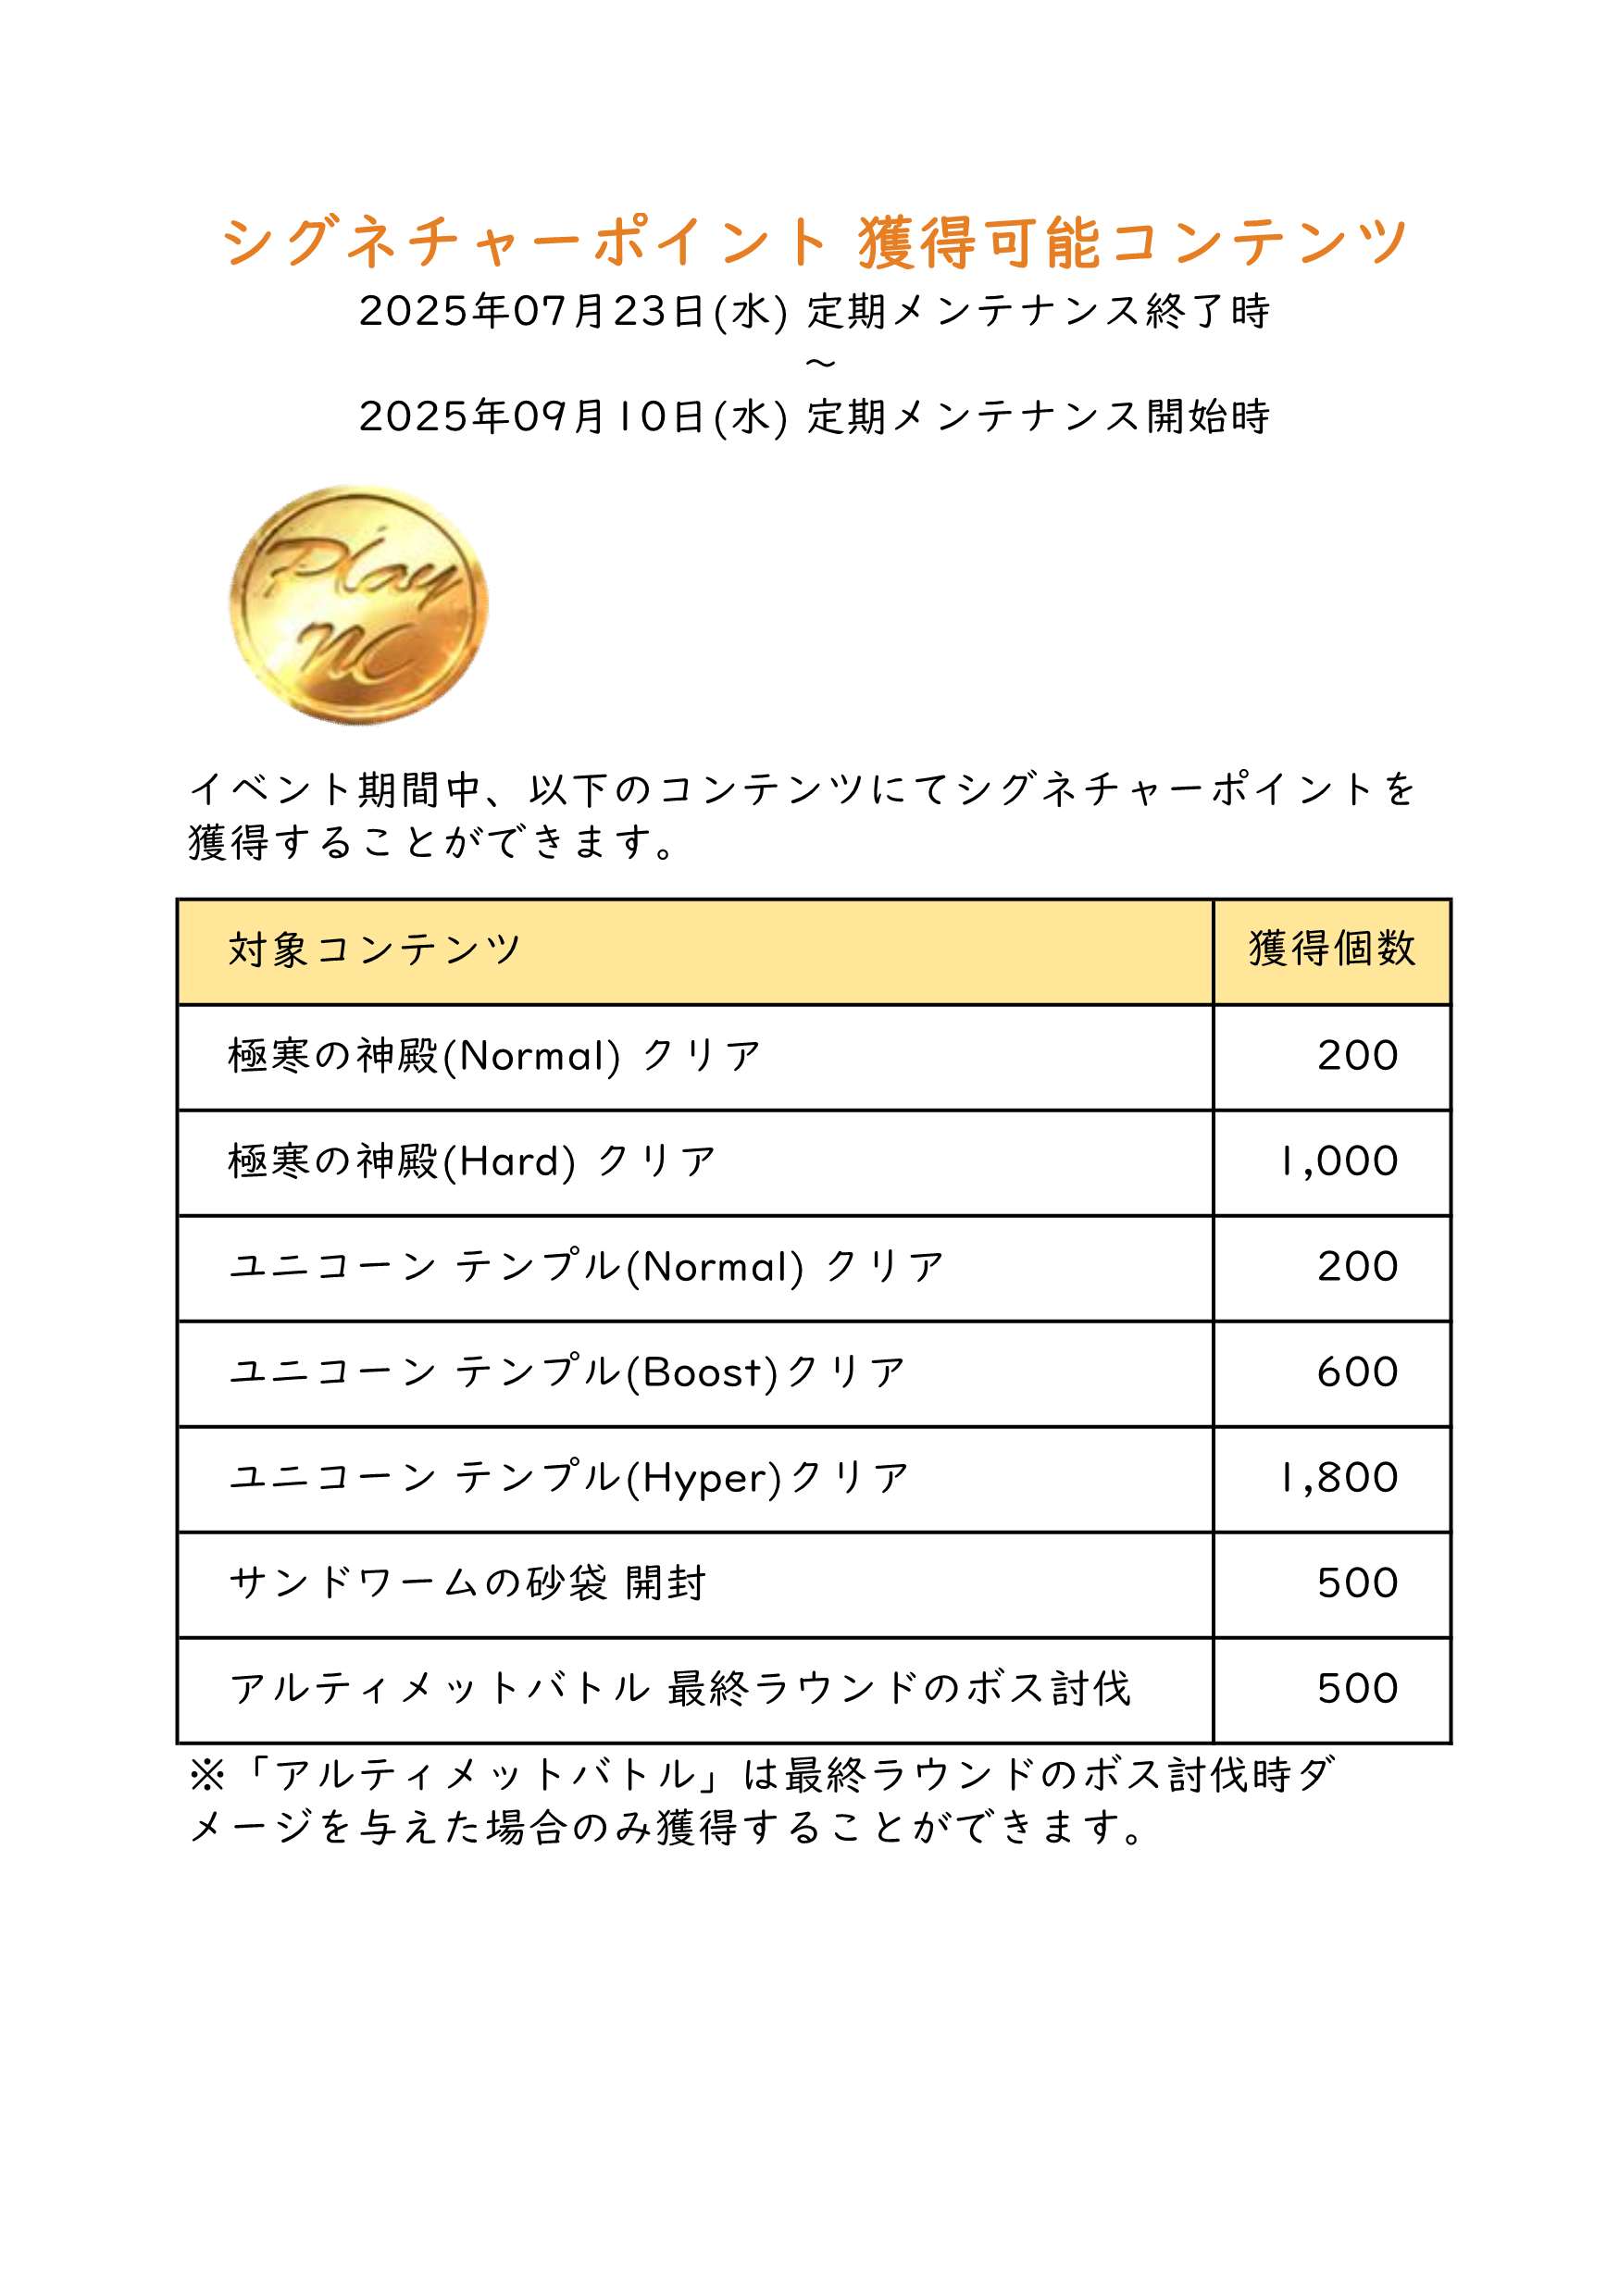 シグネチャーポイント 獲得可能コンテンツ
2025年07月23日(水) 定期メンテナンス終了時
～
2025年09月10日(水) 定期メンテナンス開始時
Play
NC
イベント期間中、以下のコンテンツにてシグネチャーポイントを
獲得することができます。
対象コンテンツ 獲得個数
極寒の神殿(Normal) クリア 200
極寒の神殿(Hard) クリア 1,000
ユニコーン テンプル(Normal) クリア 200
ユニコーン テンプル(Boost)クリア 600
ユニコーン テンプル(Hyper)クリア 1,800
サンドワームの砂袋 開封 500
アルティメットバトル 最終ラウンドのボス討伐 500
※「アルティメットバトル」は最終ラウンドのボス討伐時ダ
メージを与えた場合のみ獲得することができます。